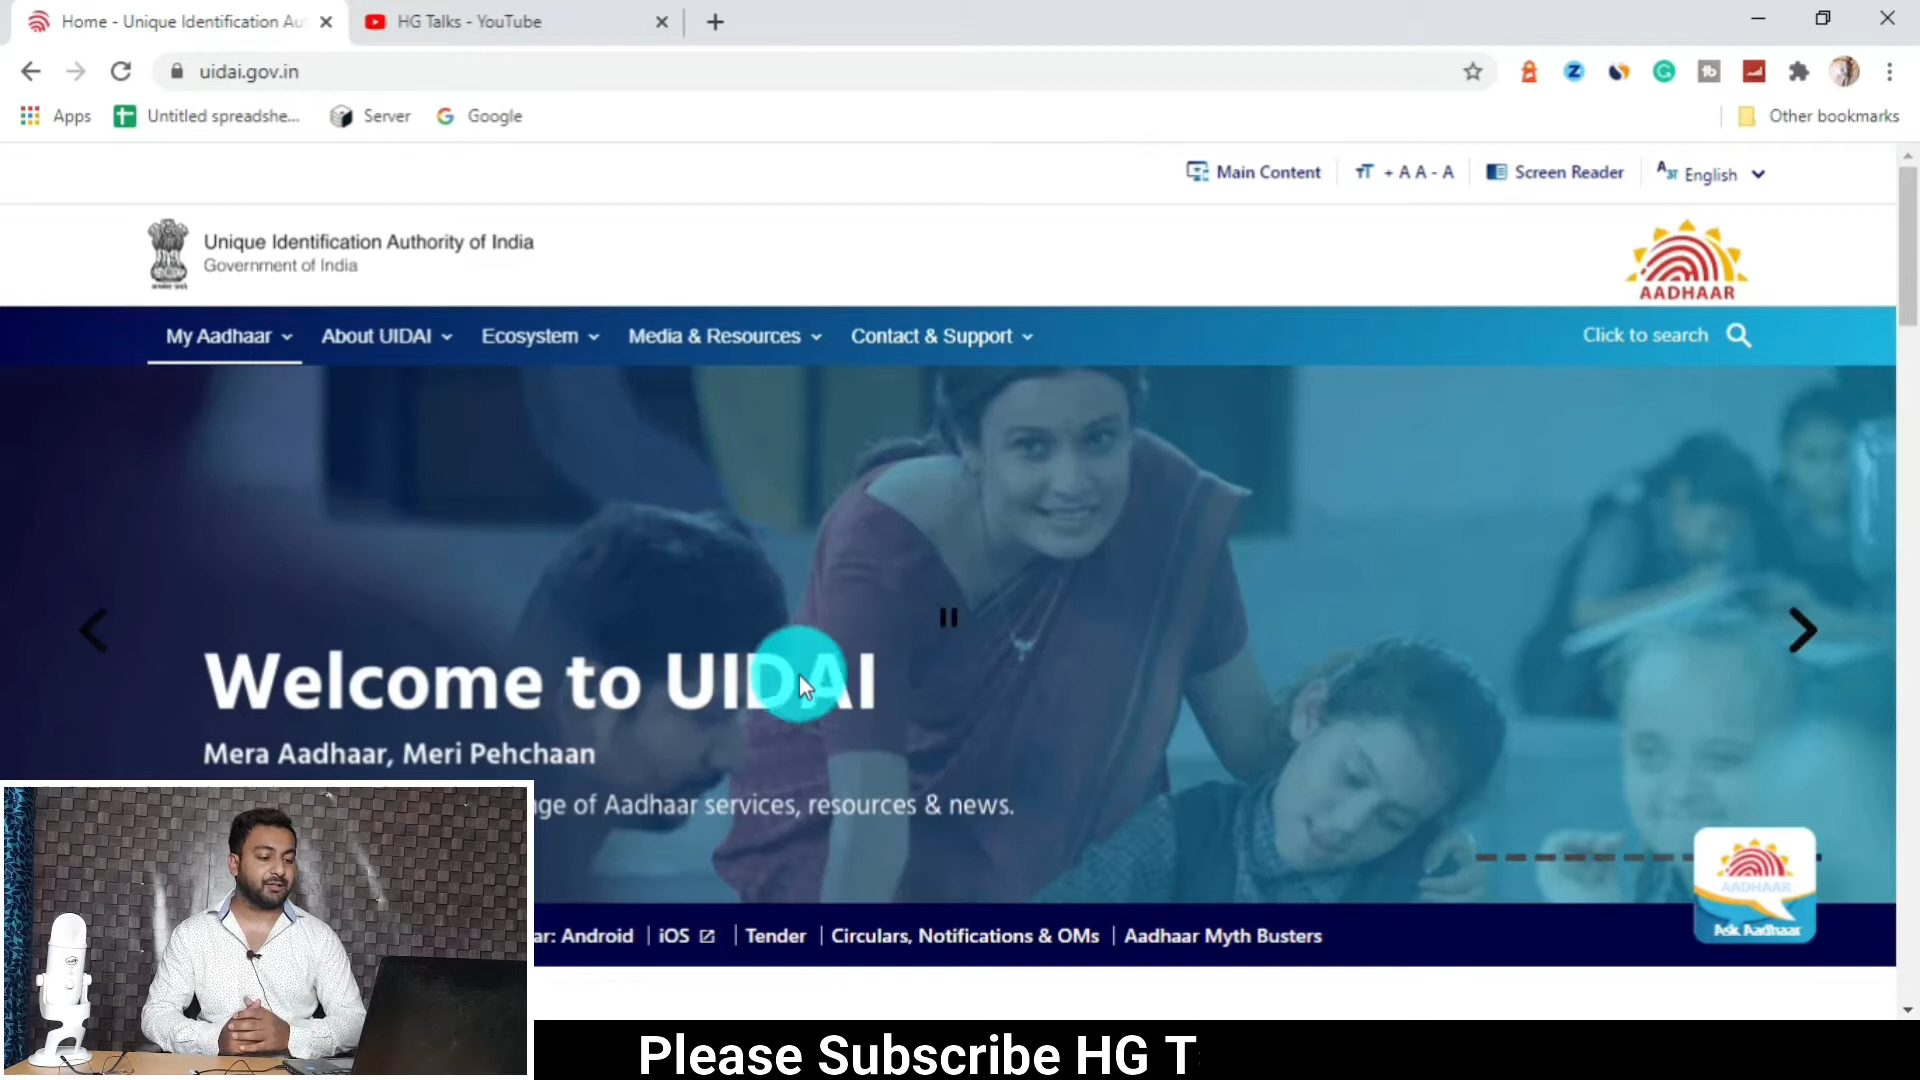 Home - Unique Identification Au
HG Talks - YouTube
uidai.gov.in
Apps
Untitled spreadshe...
Server
Google
Other bookmarks
Main Content
+ A A - A
Screen Reader
English
Unique Identification Authority of India
Government of India
AADHAAR
My Aadhaar
About UIDAI
Ecosystem
Media & Resources
Contact & Support
Click to search
Welcome to UIDAI
Mera Aadhaar, Meri Pehchaan
ge of Aadhaar services, resources & news.
AADHAAR
Ask Aadhaar
ar: Android | iOS | Tender | Circulars, Notifications & OMs | Aadhaar Myth Busters
Please Subscribe HG T